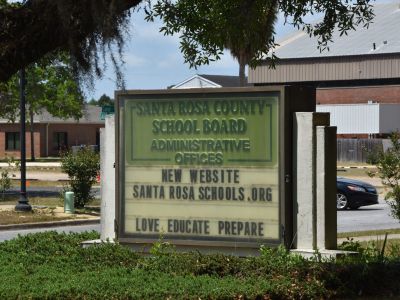 SANTA ROSA COUNTY
SCHOOL BOARD
ADMINISTRATIVE
OFFICES
NEW WEBSITE
SANTA ROSA SCHOOLS.ORG
LOVE EDUCATE PREPARE